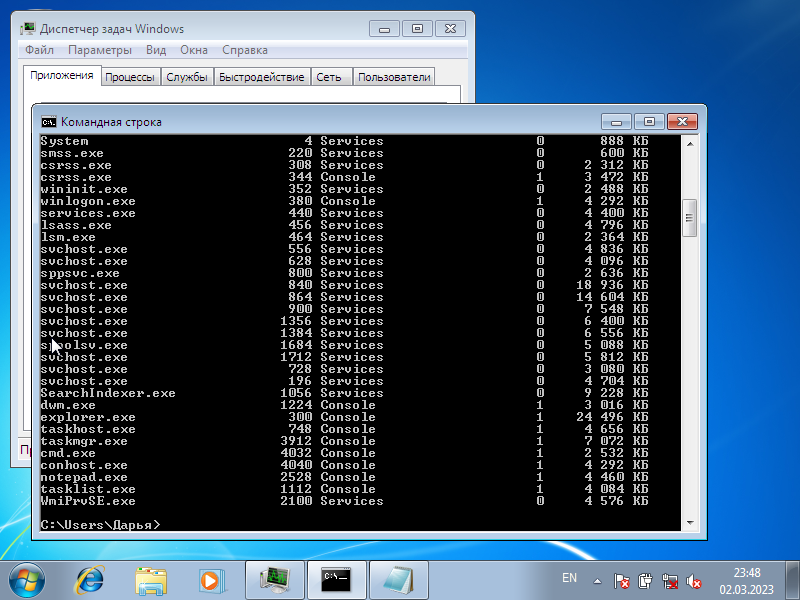 Диспетчер задач Windows
Файл Параметры Вид Окна Справка
Приложения Процессы Службы Быстродействие Сеть Пользователи
Командная строка
System 4 Services 0 888 КБ
smss.exe 220 Services 0 600 КБ
csrss.exe 308 Services 0 2 312 КБ
csrss.exe 344 Console 1 3 472 КБ
wininit.exe 352 Services 0 2 488 КБ
winlogon.exe 380 Console 1 4 292 КБ
services.exe 440 Services 0 4 400 КБ
lsass.exe 456 Services 0 4 796 КБ
lsm.exe 464 Services 0 2 364 КБ
svchost.exe 556 Services 0 4 836 КБ
svchost.exe 628 Services 0 4 096 КБ
sppsvc.exe 800 Services 0 2 636 КБ
svchost.exe 840 Services 0 18 936 КБ
svchost.exe 864 Services 0 14 604 КБ
svchost.exe 900 Services 0 7 548 КБ
svchost.exe 1356 Services 0 6 400 КБ
svchost.exe 1384 Services 0 6 556 КБ
spoolsv.exe 1684 Services 0 5 088 КБ
svchost.exe 1712 Services 0 5 812 КБ
svchost.exe 728 Services 0 3 080 КБ
svchost.exe 196 Services 0 4 704 КБ
SearchIndexer.exe 1056 Services 0 9 228 КБ
dwm.exe 1224 Console 1 3 016 КБ
explorer.exe 300 Console 1 24 496 КБ
taskhost.exe 748 Console 1 4 656 КБ
taskmgr.exe 3912 Console 1 7 072 КБ
cmd.exe 4032 Console 1 2 532 КБ
conhost.exe 4040 Console 1 4 292 КБ
notepad.exe 2528 Console 1 4 460 КБ
tasklist.exe 1112 Console 1 4 084 КБ
WmiPrvSE.exe 2100 Services 0 4 576 КБ
C:\Users\Дарья>
EN
23:48
02.03.2023